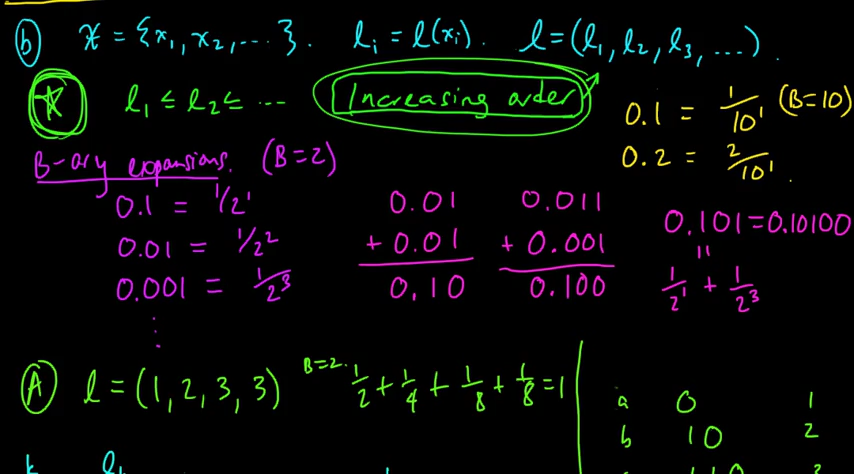 (b) X = {x₁, x₂, ...}. lᵢ = l(xᵢ). l = (l₁, l₂, l₃, ...).
* l₁ ≤ l₂ ≤ ... Increasing order
0.1 = 1/10¹ (B=10)
0.2 = 2/10¹.
B-ary expansions. (B=2)
0.1 = 1/2¹
0.01 = 1/2²
0.001 = 1/2³
⋮
0.01
+ 0.01
0.10
0.011
+ 0.001
0.100
0.101 = 0.10100
||
1/2¹ + 1/2³
(A) l = (1, 2, 3, 3) B=2. 1/2 + 1/4 + 1/8 + 1/8 = 1
a 0 1
b 10 2
k l₁